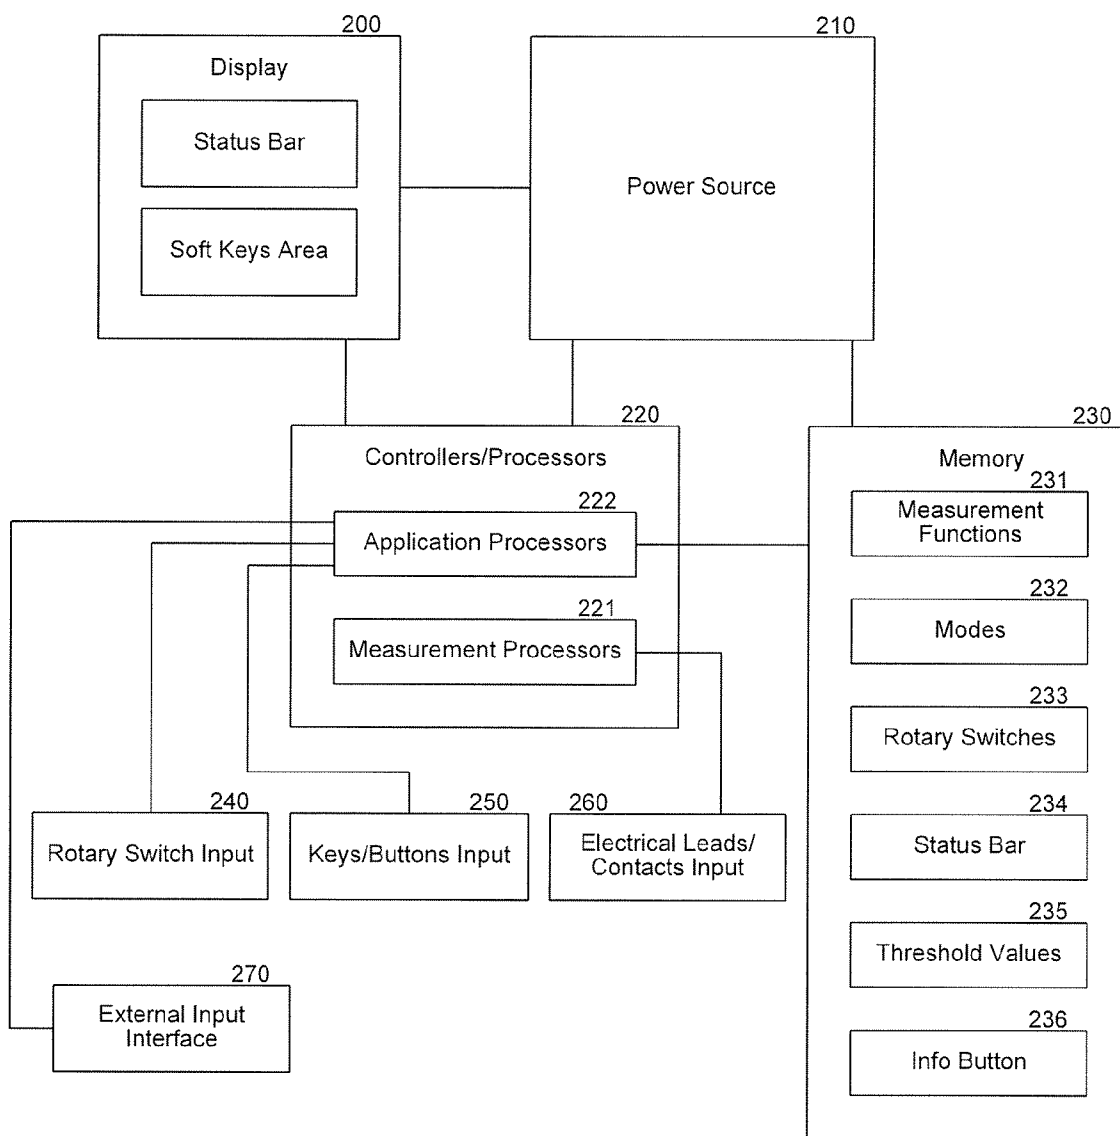 200
Display
Status Bar
Soft Keys Area
210
Power Source
220
Controllers/Processors
222
Application Processors
221
Measurement Processors
230
Memory
231
Measurement
Functions
232
Modes
233
Rotary Switches
234
Status Bar
235
Threshold Values
236
Info Button
240
Rotary Switch Input
250
Keys/Buttons Input
260
Electrical Leads/
Contacts Input
270
External Input
Interface